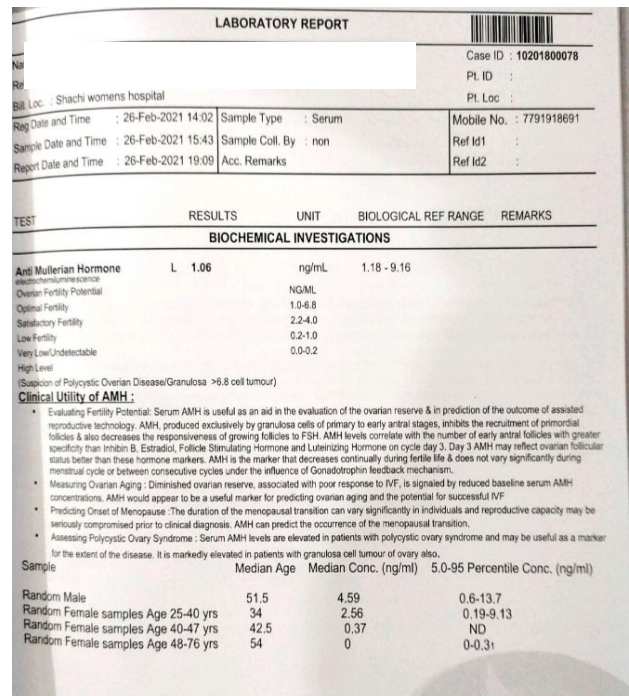 LABORATORY REPORT
Case ID : 10201800078
Na
Re
Pt. ID :
Bill. Loc. : Shachi womens hospital
Pt. Loc :
Reg Date and Time : 26-Feb-2021 14:02 Sample Type : Serum Mobile No. : 7791918691
Sample Date and Time : 26-Feb-2021 15:43 Sample Coll. By : non Ref Id1 :
Report Date and Time : 26-Feb-2021 19:09 Acc. Remarks Ref Id2 :
TEST RESULTS UNIT BIOLOGICAL REF RANGE REMARKS
BIOCHEMICAL INVESTIGATIONS
Anti Mullerian Hormone L 1.06 ng/mL 1.18 - 9.16
electrochemiluminescence
Overian Fertility Potential NG/ML
Optimal Fertility 1.0-6.8
Satisfactory Fertility 2.2-4.0
Low Fertility 0.2-1.0
Very Low/Undetectable 0.0-0.2
High Level
(Suspicion of Polycystic Overian Disease/Granulosa >6.8 cell tumour)
Clinical Utility of AMH :
• Evaluating Fertility Potential: Serum AMH is useful as an aid in the evaluation of the ovarian reserve & in prediction of the outcome of assisted
reproductive technology. AMH, produced exclusively by granulosa cells of primary to early antral stages, inhibits the recruitment of primordial
follicles & also decreases the responsiveness of growing follicles to FSH. AMH levels correlate with the number of early antral follicles with greater
specificity than Inhibin B, Estradiol, Follicle Stimulating Hormone and Luteinizing Hormone on cycle day 3. Day 3 AMH may reflect ovarian follicular
status better than these hormone markers. AMH is the marker that decreases continually during fertile life & does not vary significantly during
menstrual cycle or between consecutive cycles under the influence of Gonadotrophin feedback mechanism.
• Measuring Ovarian Aging : Diminished ovarian reserve, associated with poor response to IVF, is signaled by reduced baseline serum AMH
concentrations. AMH would appear to be a useful marker for predicting ovarian aging and the potential for successful IVF
• Predicting Onset of Menopause :The duration of the menopausal transition can vary significantly in individuals and reproductive capacity may be
seriously compromised prior to clinical diagnosis. AMH can predict the occurrence of the menopausal transition.
• Assessing Polycystic Ovary Syndrome : Serum AMH levels are elevated in patients with polycystic ovary syndrome and may be useful as a marker
for the extent of the disease. It is markedly elevated in patients with granulosa cell tumour of ovary also.
Sample Median Age Median Conc. (ng/ml) 5.0-95 Percentile Conc. (ng/ml)
Random Male 51.5 4.59 0.6-13.7
Random Female samples Age 25-40 yrs 34 2.56 0.19-9.13
Random Female samples Age 40-47 yrs 42.5 0.37 ND
Random Female samples Age 48-76 yrs 54 0 0-0.31